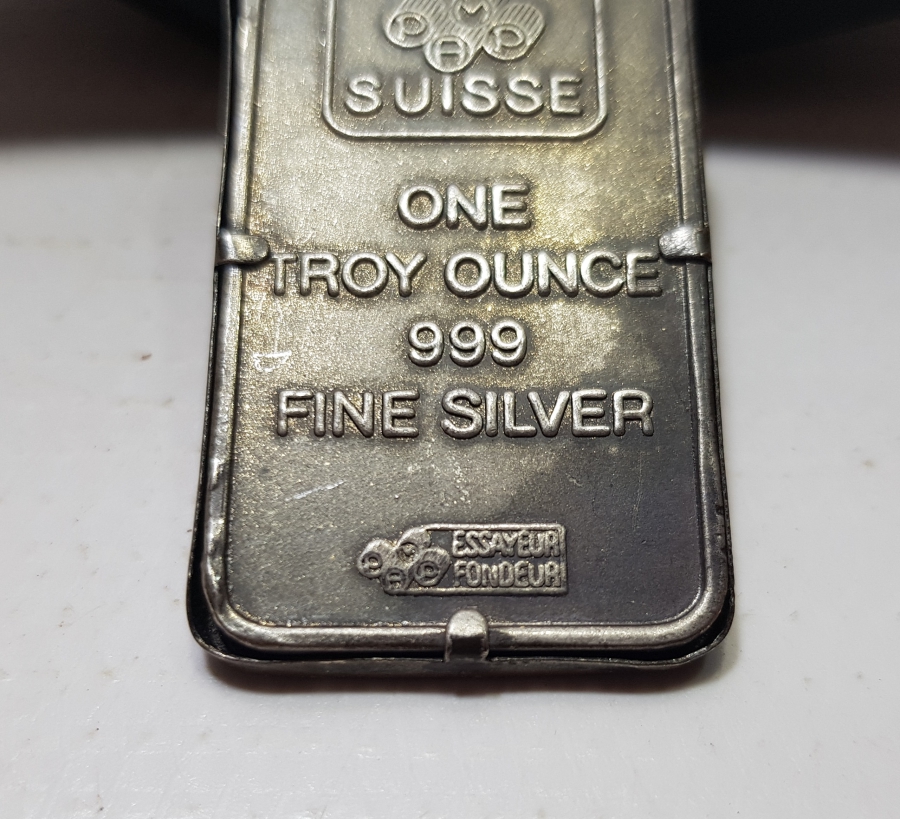 P M A P
SUISSE
ONE
TROY OUNCE
999
FINE SILVER
P M A P
ESSAYEUR
FONDEUR